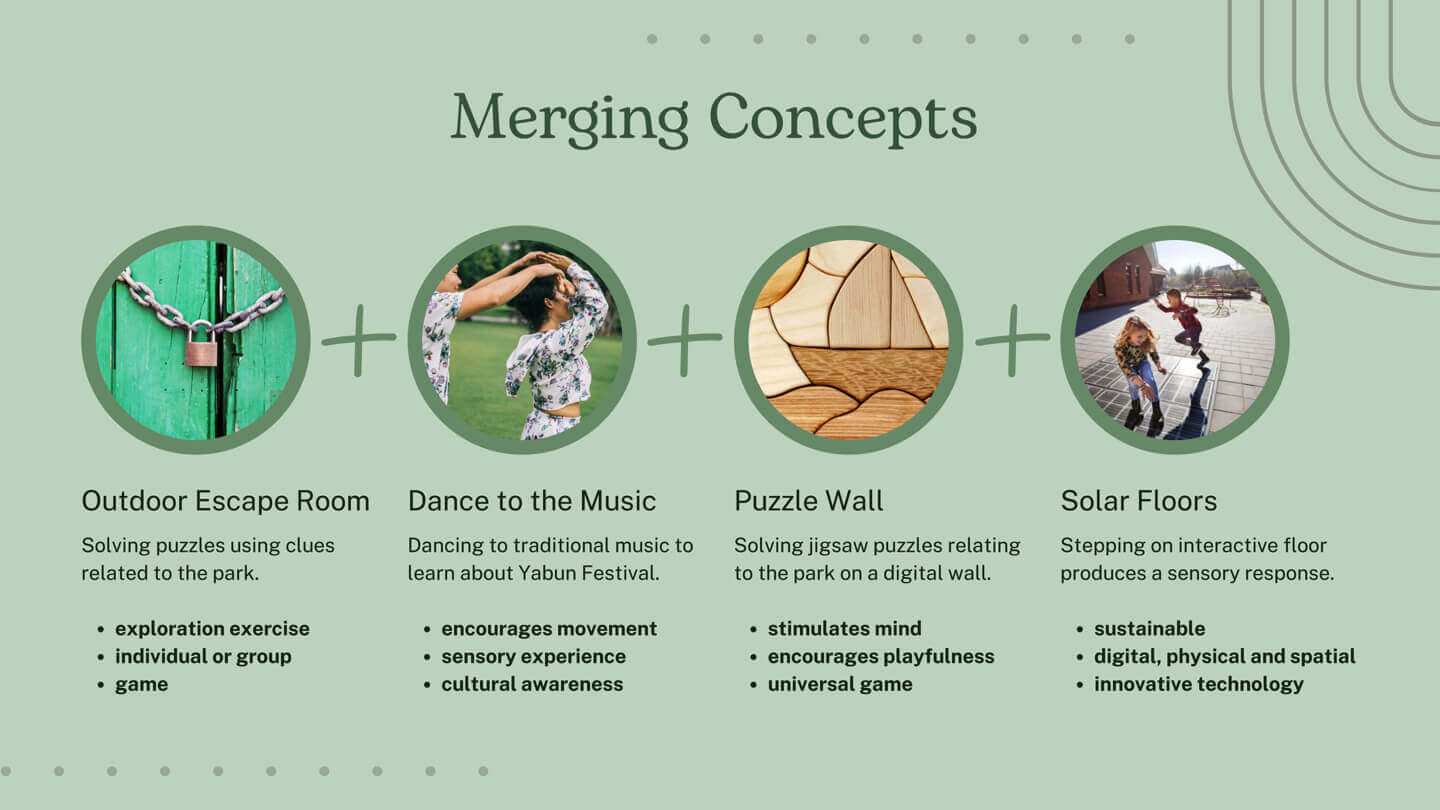 Merging Concepts
Outdoor Escape Room
Solving puzzles using clues
related to the park.
• exploration exercise
• individual or group
• game
Dance to the Music
Dancing to traditional music to
learn about Yabun Festival.
• encourages movement
• sensory experience
• cultural awareness
Puzzle Wall
Solving jigsaw puzzles relating
to the park on a digital wall.
• stimulates mind
• encourages playfulness
• universal game
Solar Floors
Stepping on interactive floor
produces a sensory response.
• sustainable
• digital, physical and spatial
• innovative technology